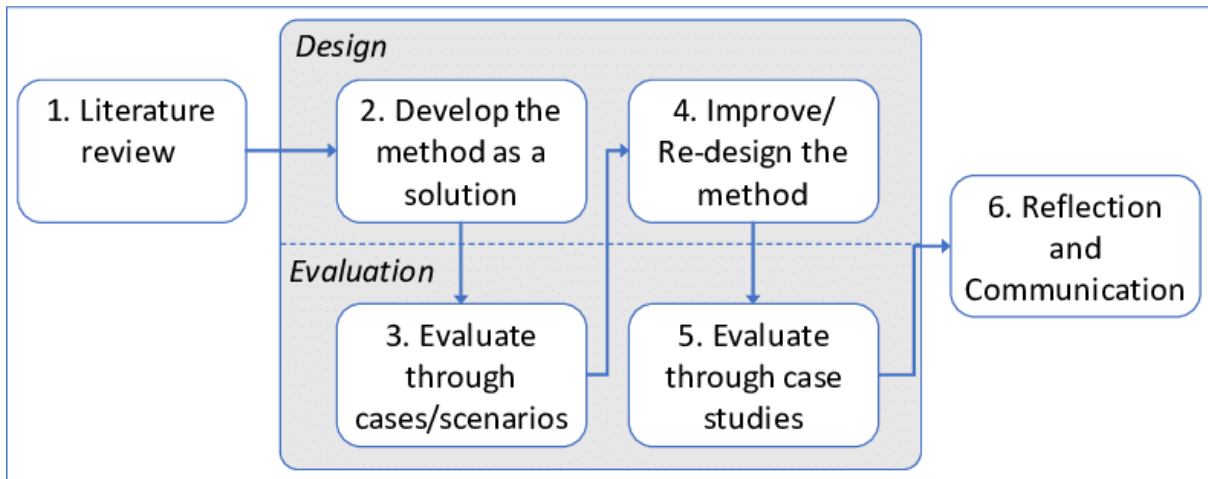 Design
1. Literature
review
2. Develop the
method as a
solution
4. Improve/
Re-design the
method
6. Reflection
and
Communication
Evaluation
3. Evaluate
through
cases/scenarios
5. Evaluate
through case
studies